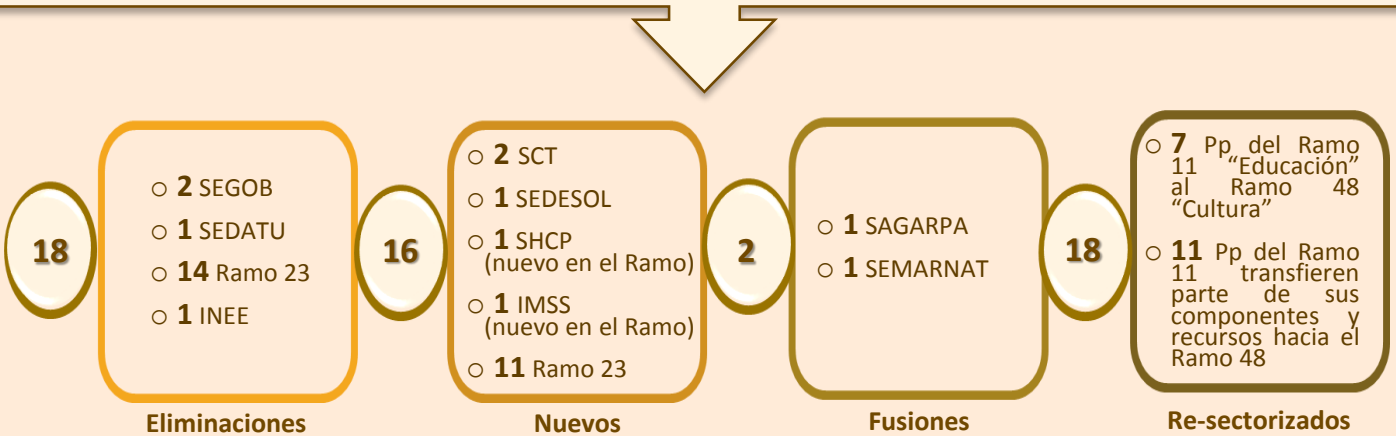 18
○ 2 SEGOB
○ 1 SEDATU
○ 14 Ramo 23
○ 1 INEE
Eliminaciones
16
○ 2 SCT
○ 1 SEDESOL
○ 1 SHCP
(nuevo en el Ramo)
○ 1 IMSS
(nuevo en el Ramo)
○ 11 Ramo 23
Nuevos
2
○ 1 SAGARPA
○ 1 SEMARNAT
Fusiones
18
○ 7 Pp del Ramo
11 “Educación”
al Ramo 48
“Cultura”
○ 11 Pp del Ramo
11 transfieren
parte de sus
componentes y
recursos hacia el
Ramo 48
Re-sectorizados